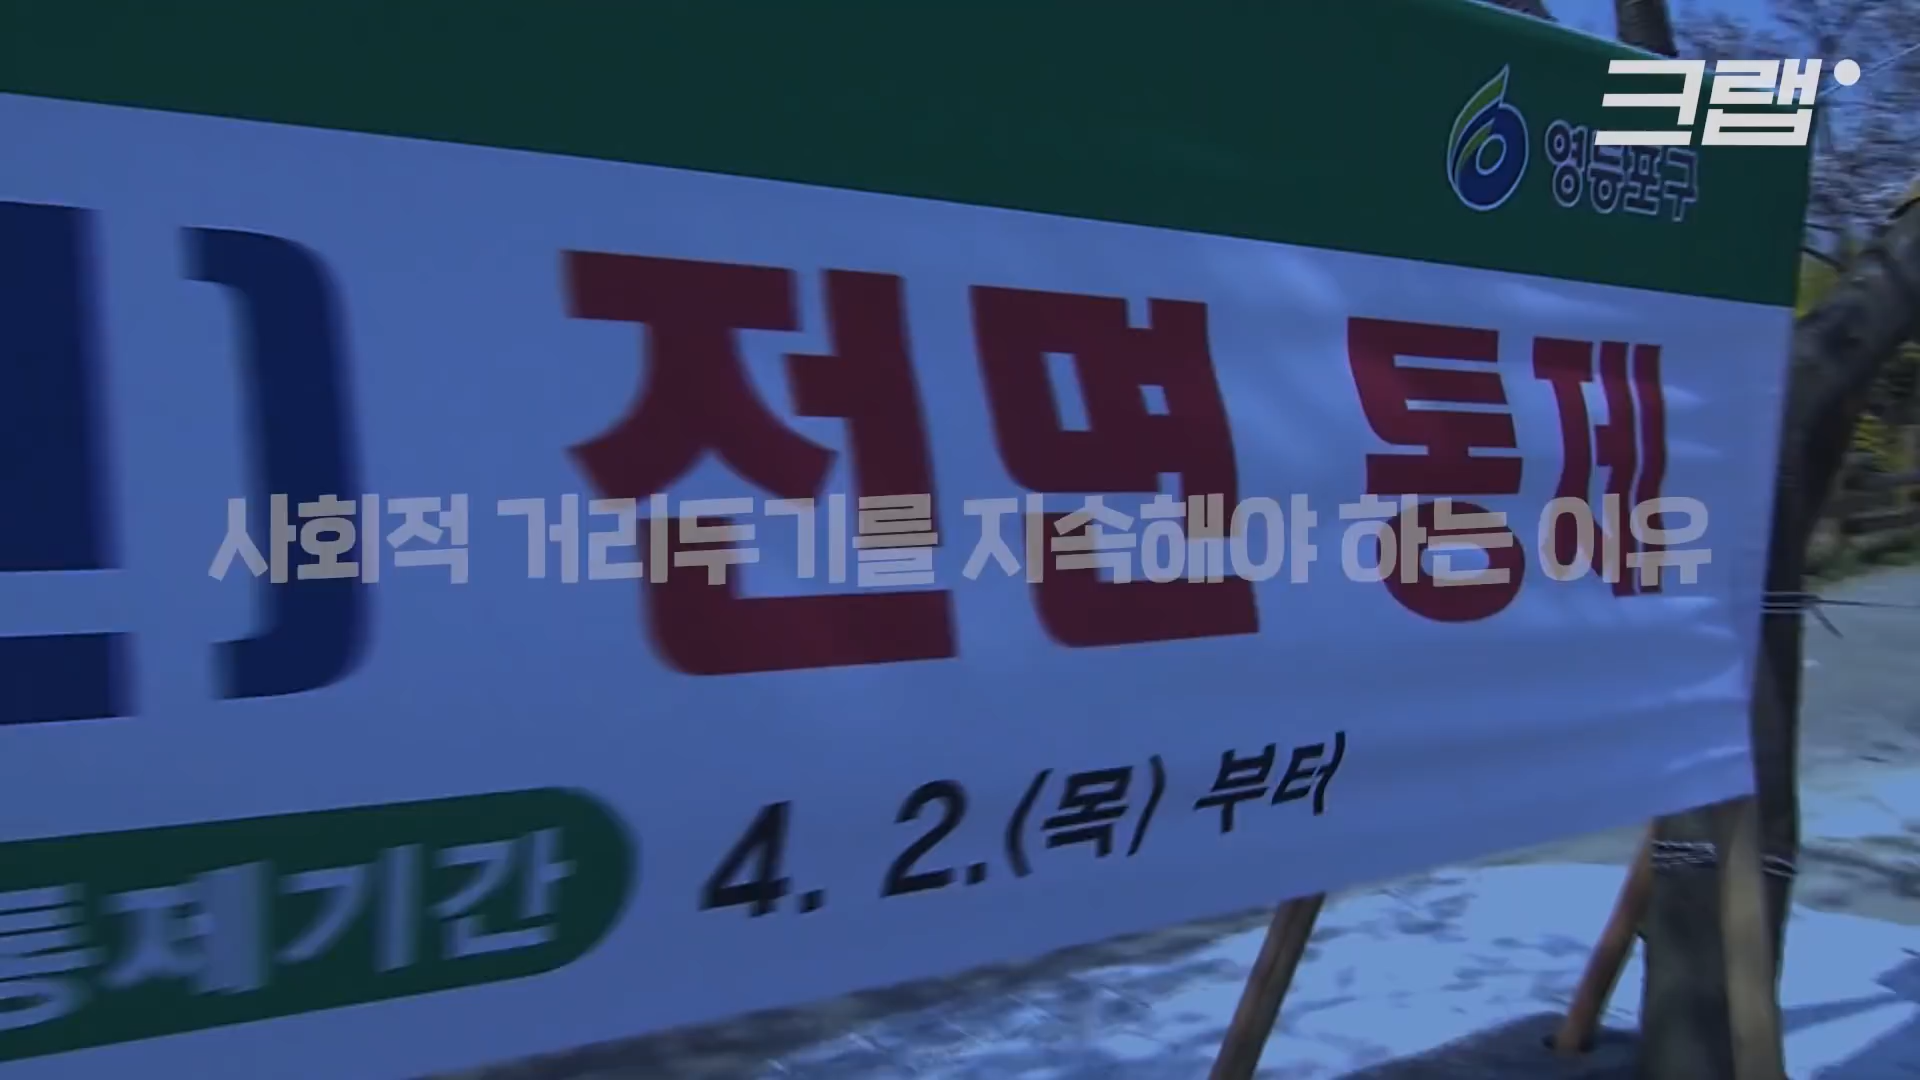 크랩
영등포구
전면 통제
사회적 거리두기를 지속해야 하는 이유
통제기간 4. 2.(목) 부터